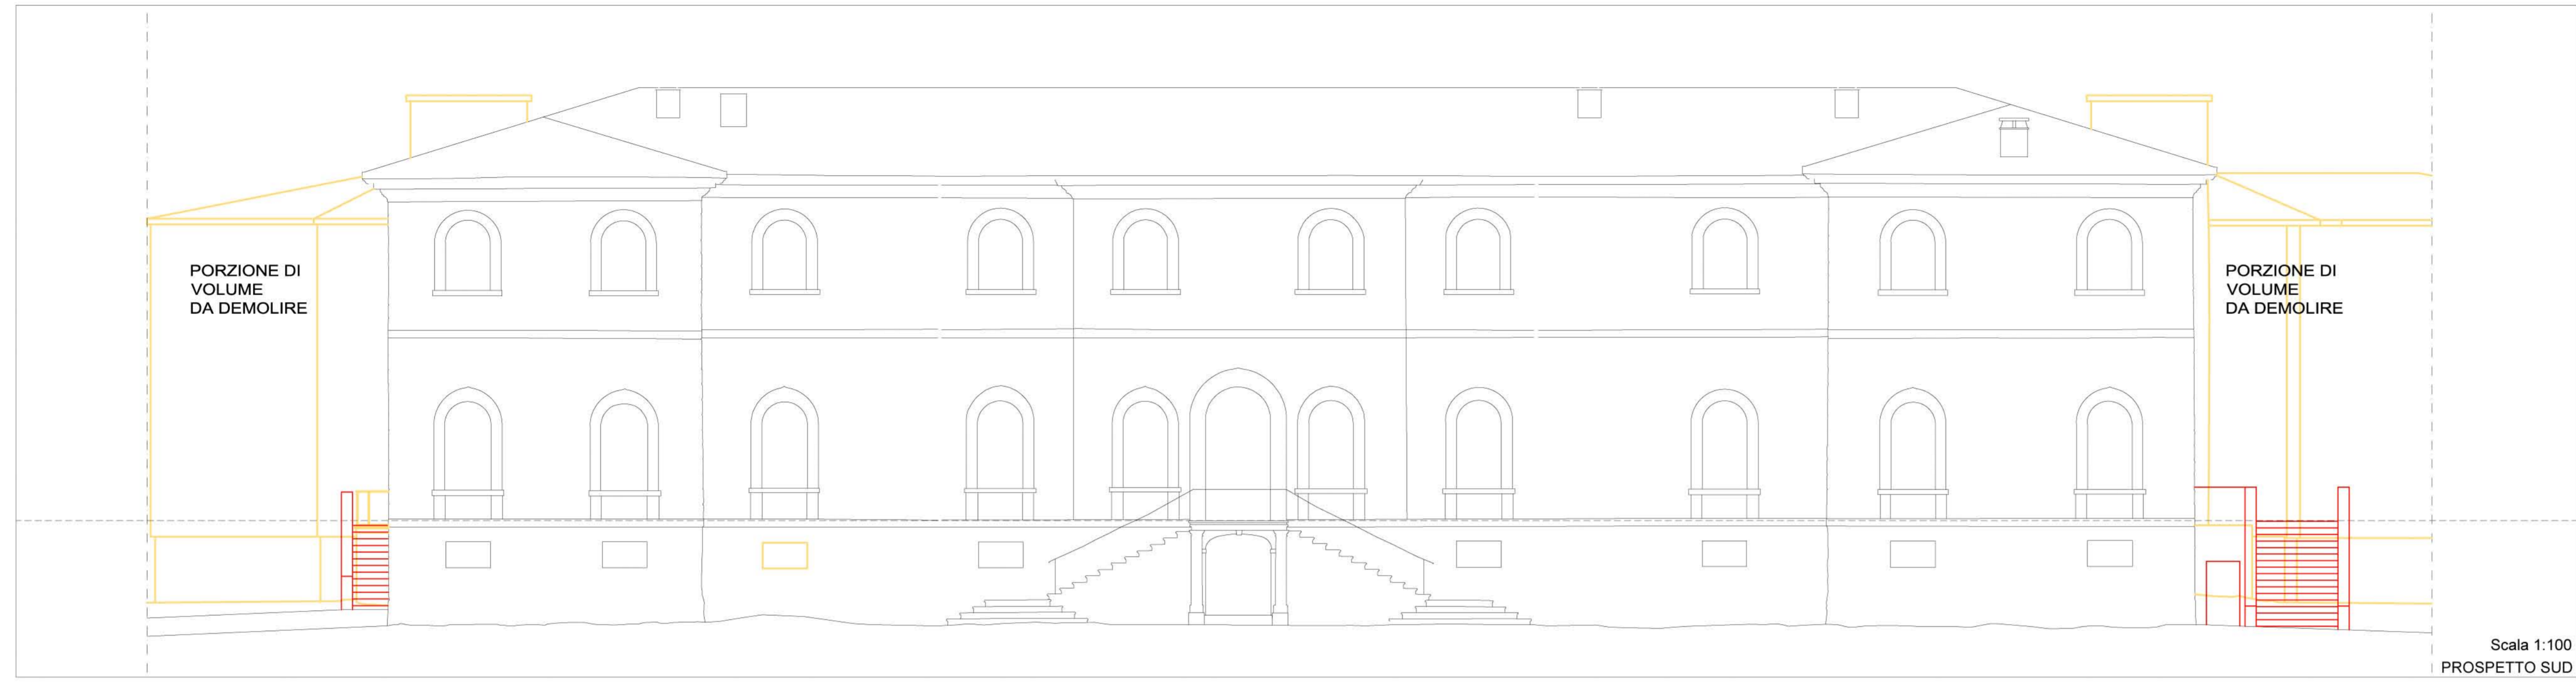 PORZIONE DI
VOLUME
DA DEMOLIRE
PORZIONE DI
VOLUME
DA DEMOLIRE
Scala 1:100
PROSPETTO SUD